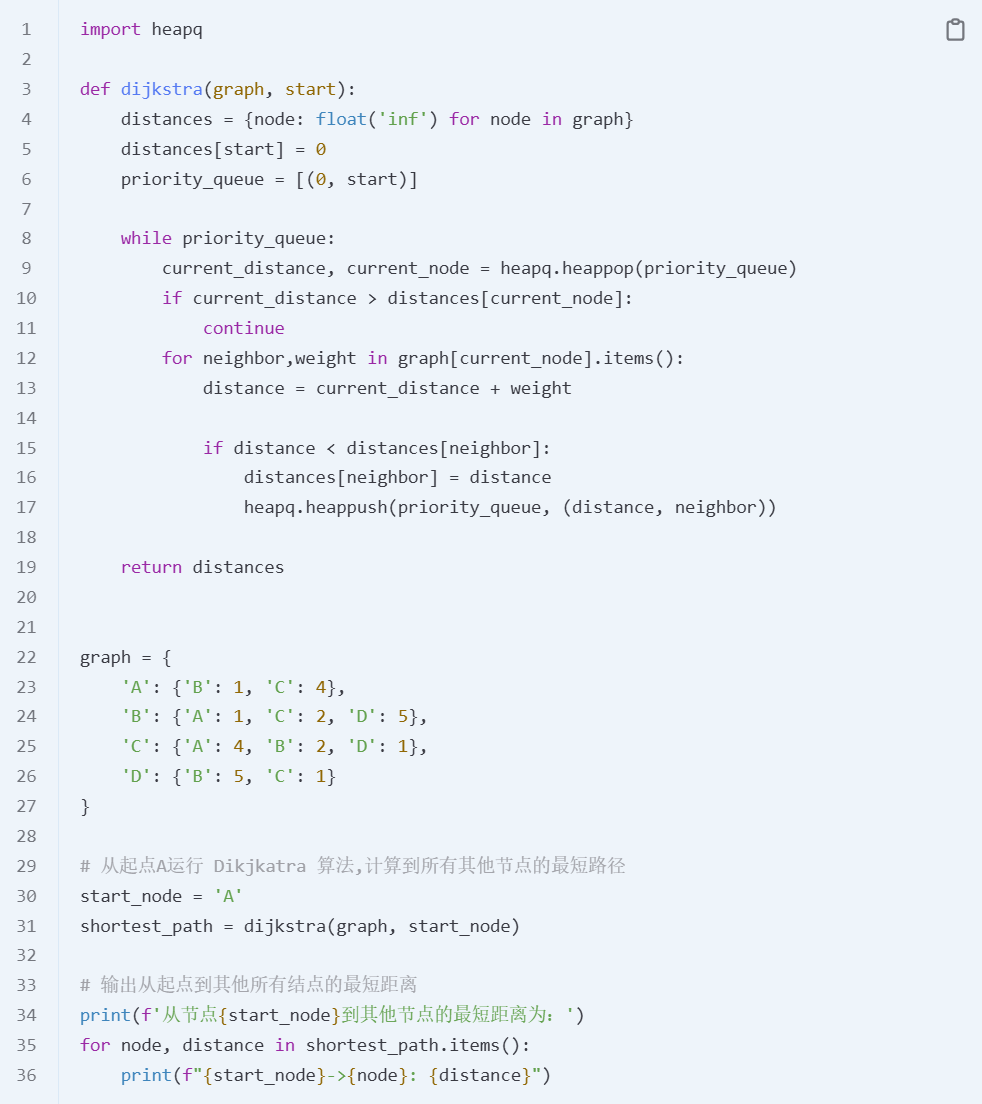 1 import heapq
2
3 def dijkstra(graph, start):
4     distances = {node: float('inf') for node in graph}
5     distances[start] = 0
6     priority_queue = [(0, start)]
7
8     while priority_queue:
9         current_distance, current_node = heapq.heappop(priority_queue)
10         if current_distance > distances[current_node]:
11             continue
12         for neighbor,weight in graph[current_node].items():
13             distance = current_distance + weight
14
15             if distance < distances[neighbor]:
16                 distances[neighbor] = distance
17                 heapq.heappush(priority_queue, (distance, neighbor))
18
19     return distances
20
21
22 graph = {
23     'A': {'B': 1, 'C': 4},
24     'B': {'A': 1, 'C': 2, 'D': 5},
25     'C': {'A': 4, 'B': 2, 'D': 1},
26     'D': {'B': 5, 'C': 1}
27 }
28
29 # 从起点A运行 Dikjkatra 算法,计算到所有其他节点的最短路径
30 start_node = 'A'
31 shortest_path = dijkstra(graph, start_node)
32
33 # 输出从起点到其他所有结点的最短距离
34 print(f'从节点{start_node}到其他节点的最短距离为：')
35 for node, distance in shortest_path.items():
36     print(f"{start_node}->{node}: {distance}")